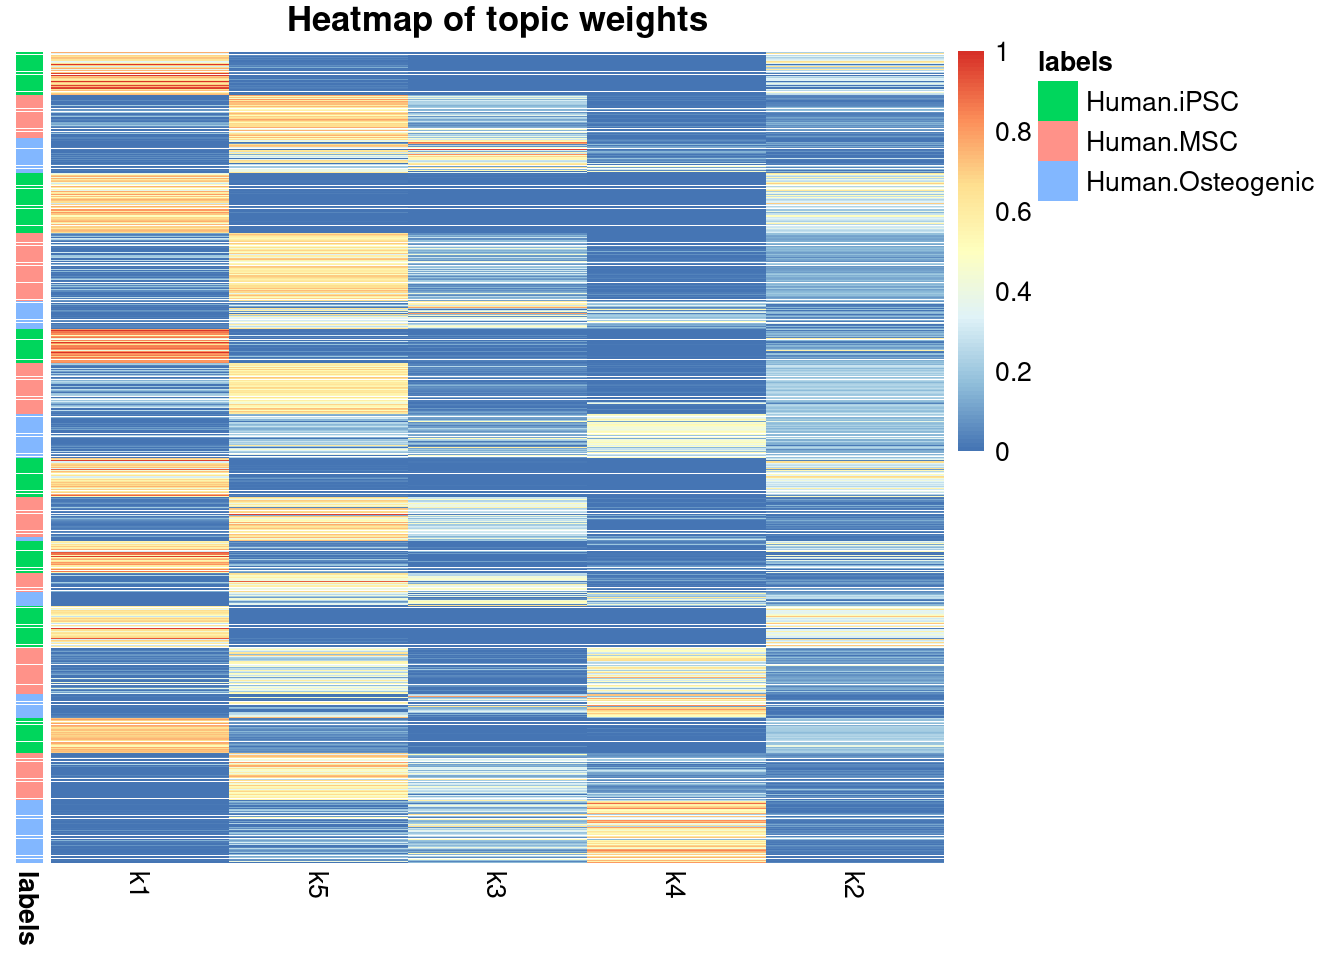 Heatmap of topic weights
1
0.8
0.6
0.4
0.2
0
labels
Human.iPSC
Human.MSC
Human.Osteogenic
labels
k1
k5
k3
k4
k2